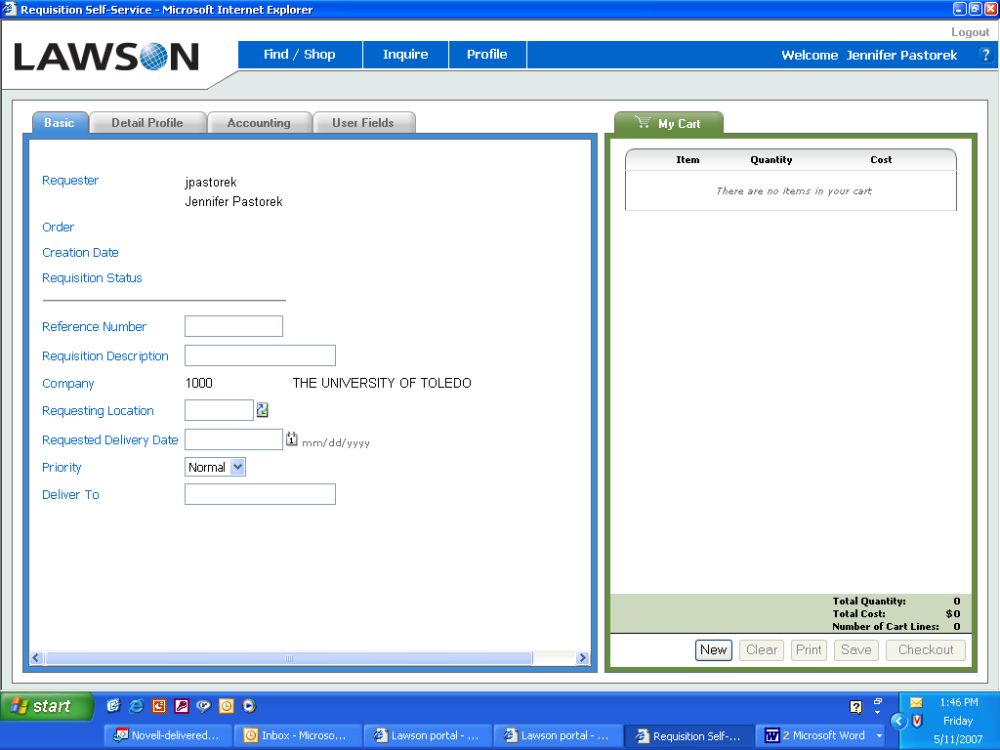 Requisition Self-Service - Microsoft Internet Explorer
Logout
LAWSON
Find / Shop Inquire Profile Welcome Jennifer Pastorek ?
Basic Detail Profile Accounting User Fields
Requester jpastorek
Jennifer Pastorek
Order
Creation Date
Requisition Status
Reference Number
Requisition Description
Company 1000 THE UNIVERSITY OF TOLEDO
Requesting Location
Requested Delivery Date mm/dd/yyyy
Priority Normal
Deliver To
My Cart
Item Quantity Cost
There are no items in your cart
Total Quantity: 0
Total Cost: $0
Number of Cart Lines: 0
New Clear Print Save Checkout
start
Novell-delivered... Inbox - Microso... Lawson portal - ... Lawson portal - ... Requisition Self-... 2 Microsoft Word
1:46 PM
Friday
5/11/2007